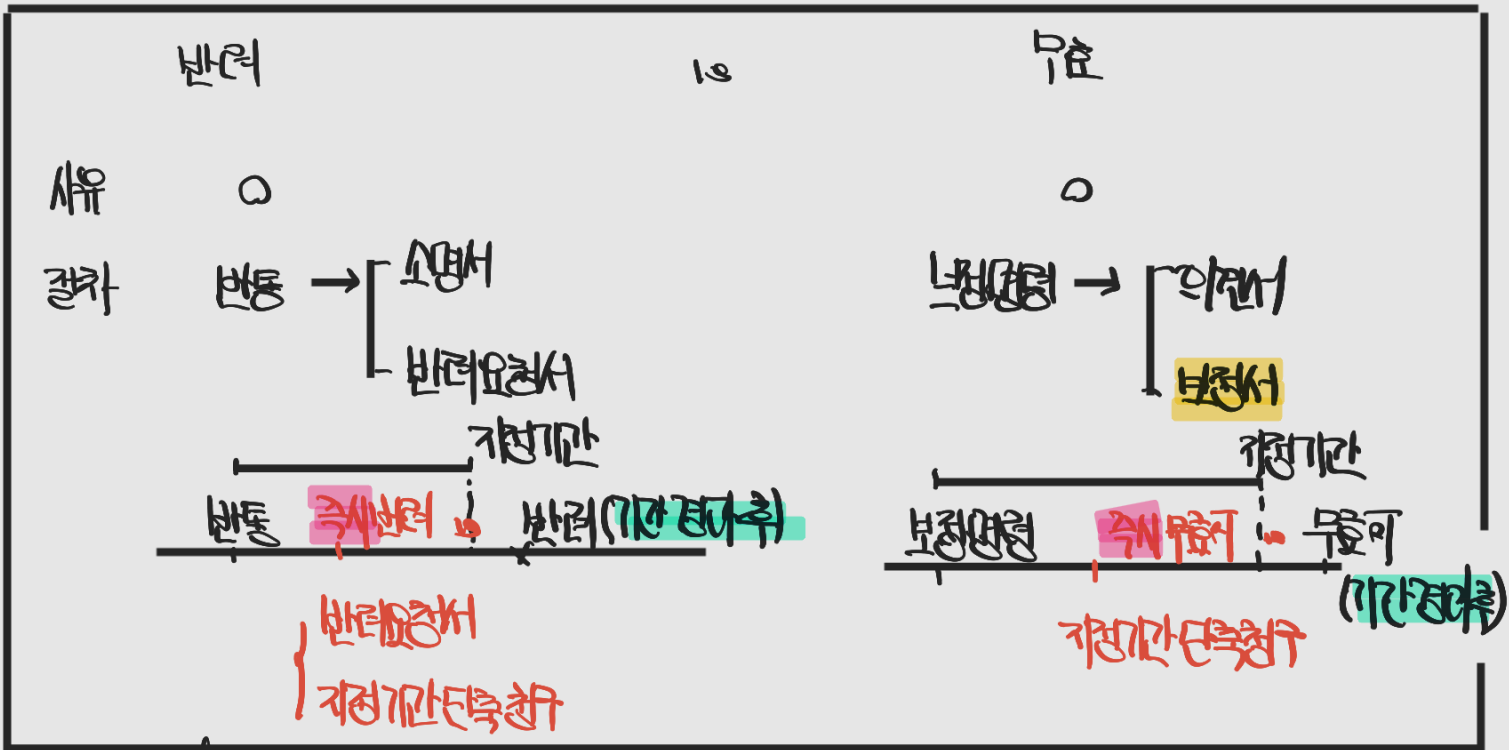 반려 vs 무효
사유 O O
절차 반통 → 소명서 보정명령 → 의견서
반려요청서 보정서
지정기간 지정기간
반통 즉시반려 반려 (기간 경과 후) 보정명령 즉시 무효처 무효처
(기간경과후)
반려요청서 지정기간 단축청구
지정기간 단축청구